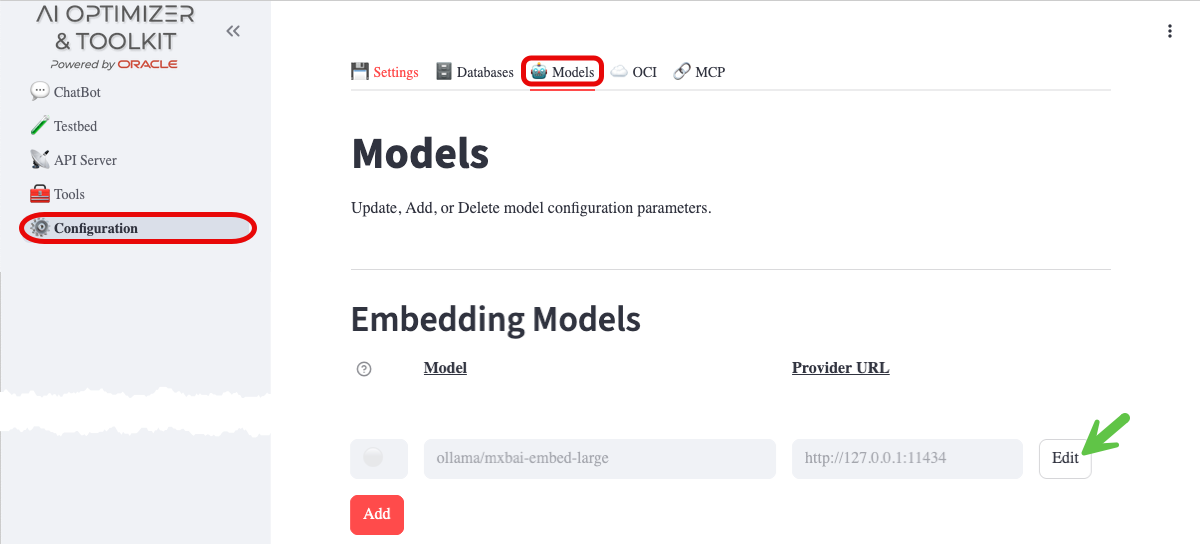 AI OPTIMIZER
& TOOLKIT
Powered by ORACLE
ChatBot
Testbed
API Server
Tools
Configuration
Settings Databases Models OCI MCP
Models
Update, Add, or Delete model configuration parameters.
Embedding Models
Model Provider URL
ollama/mxbai-embed-large http://127.0.0.1:11434 Edit
Add